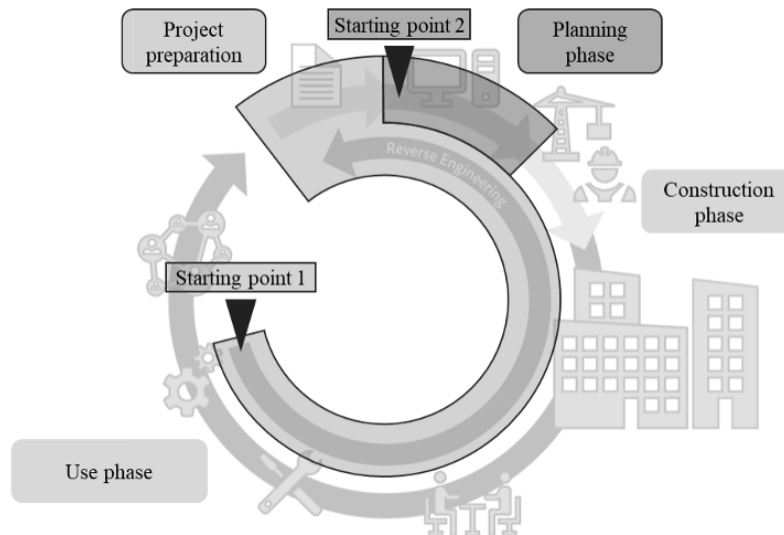 Project
preparation
Starting point 2
Planning
phase
Reverse Engineering
Construction
phase
Starting point 1
Use phase